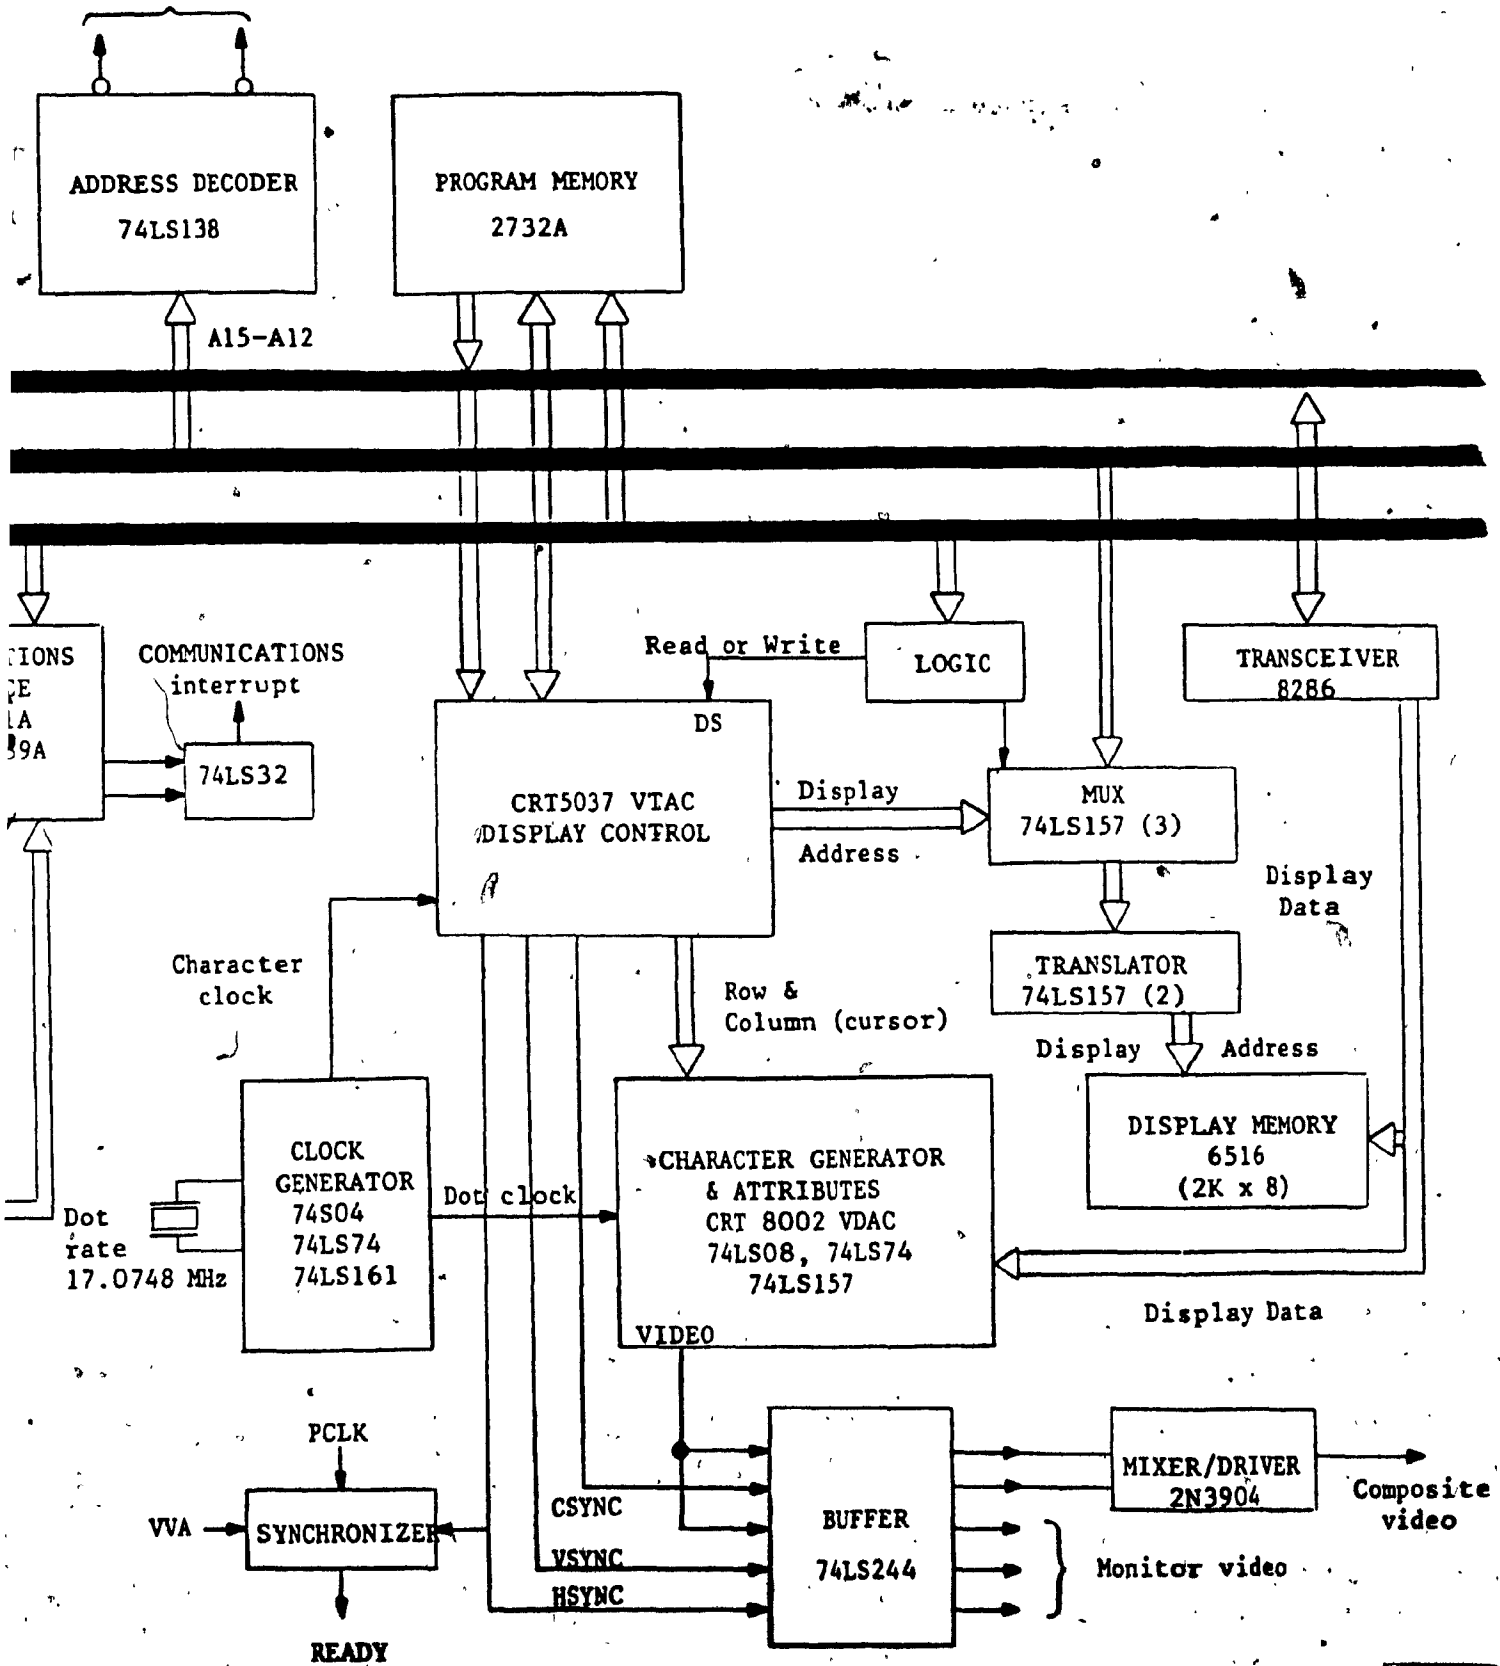 ADDRESS DECODER
74LS138
PROGRAM MEMORY
2732A
A15-A12
TIONS
39A
COMMUNICATIONS
interrupt
74LS32
Read or Write
LOGIC
TRANSCEIVER
8286
DS
CRT5037 VTAC
DISPLAY CONTROL
Display
Address
MUX
74LS157 (3)
Display
Data
TRANSLATOR
74LS157 (2)
Character
clock
Row &
Column (cursor)
Display Address
DISPLAY MEMORY
6516
(2K x 8)
CLOCK
GENERATOR
74S04
74LS74
74LS161
Dot
rate
17.0748 MHz
Dot clock
CHARACTER GENERATOR
& ATTRIBUTES
CRT 8002 VDAC
74LS08, 74LS74
74LS157
VIDEO
Display Data
PCLK
VVA
SYNCHRONIZER
READY
CSYNC
VSYNC
HSYNC
BUFFER
74LS244
MIXER/DRIVER
2N3904
Composite
video
Monitor video